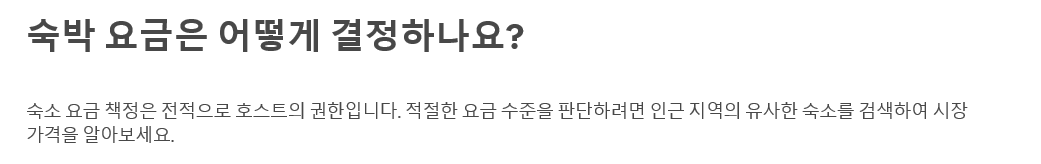 숙박 요금은 어떻게 결정하나요?
숙소 요금 책정은 전적으로 호스트의 권한입니다. 적절한 요금 수준을 판단하려면 인근 지역의 유사한 숙소를 검색하여 시장
가격을 알아보세요.